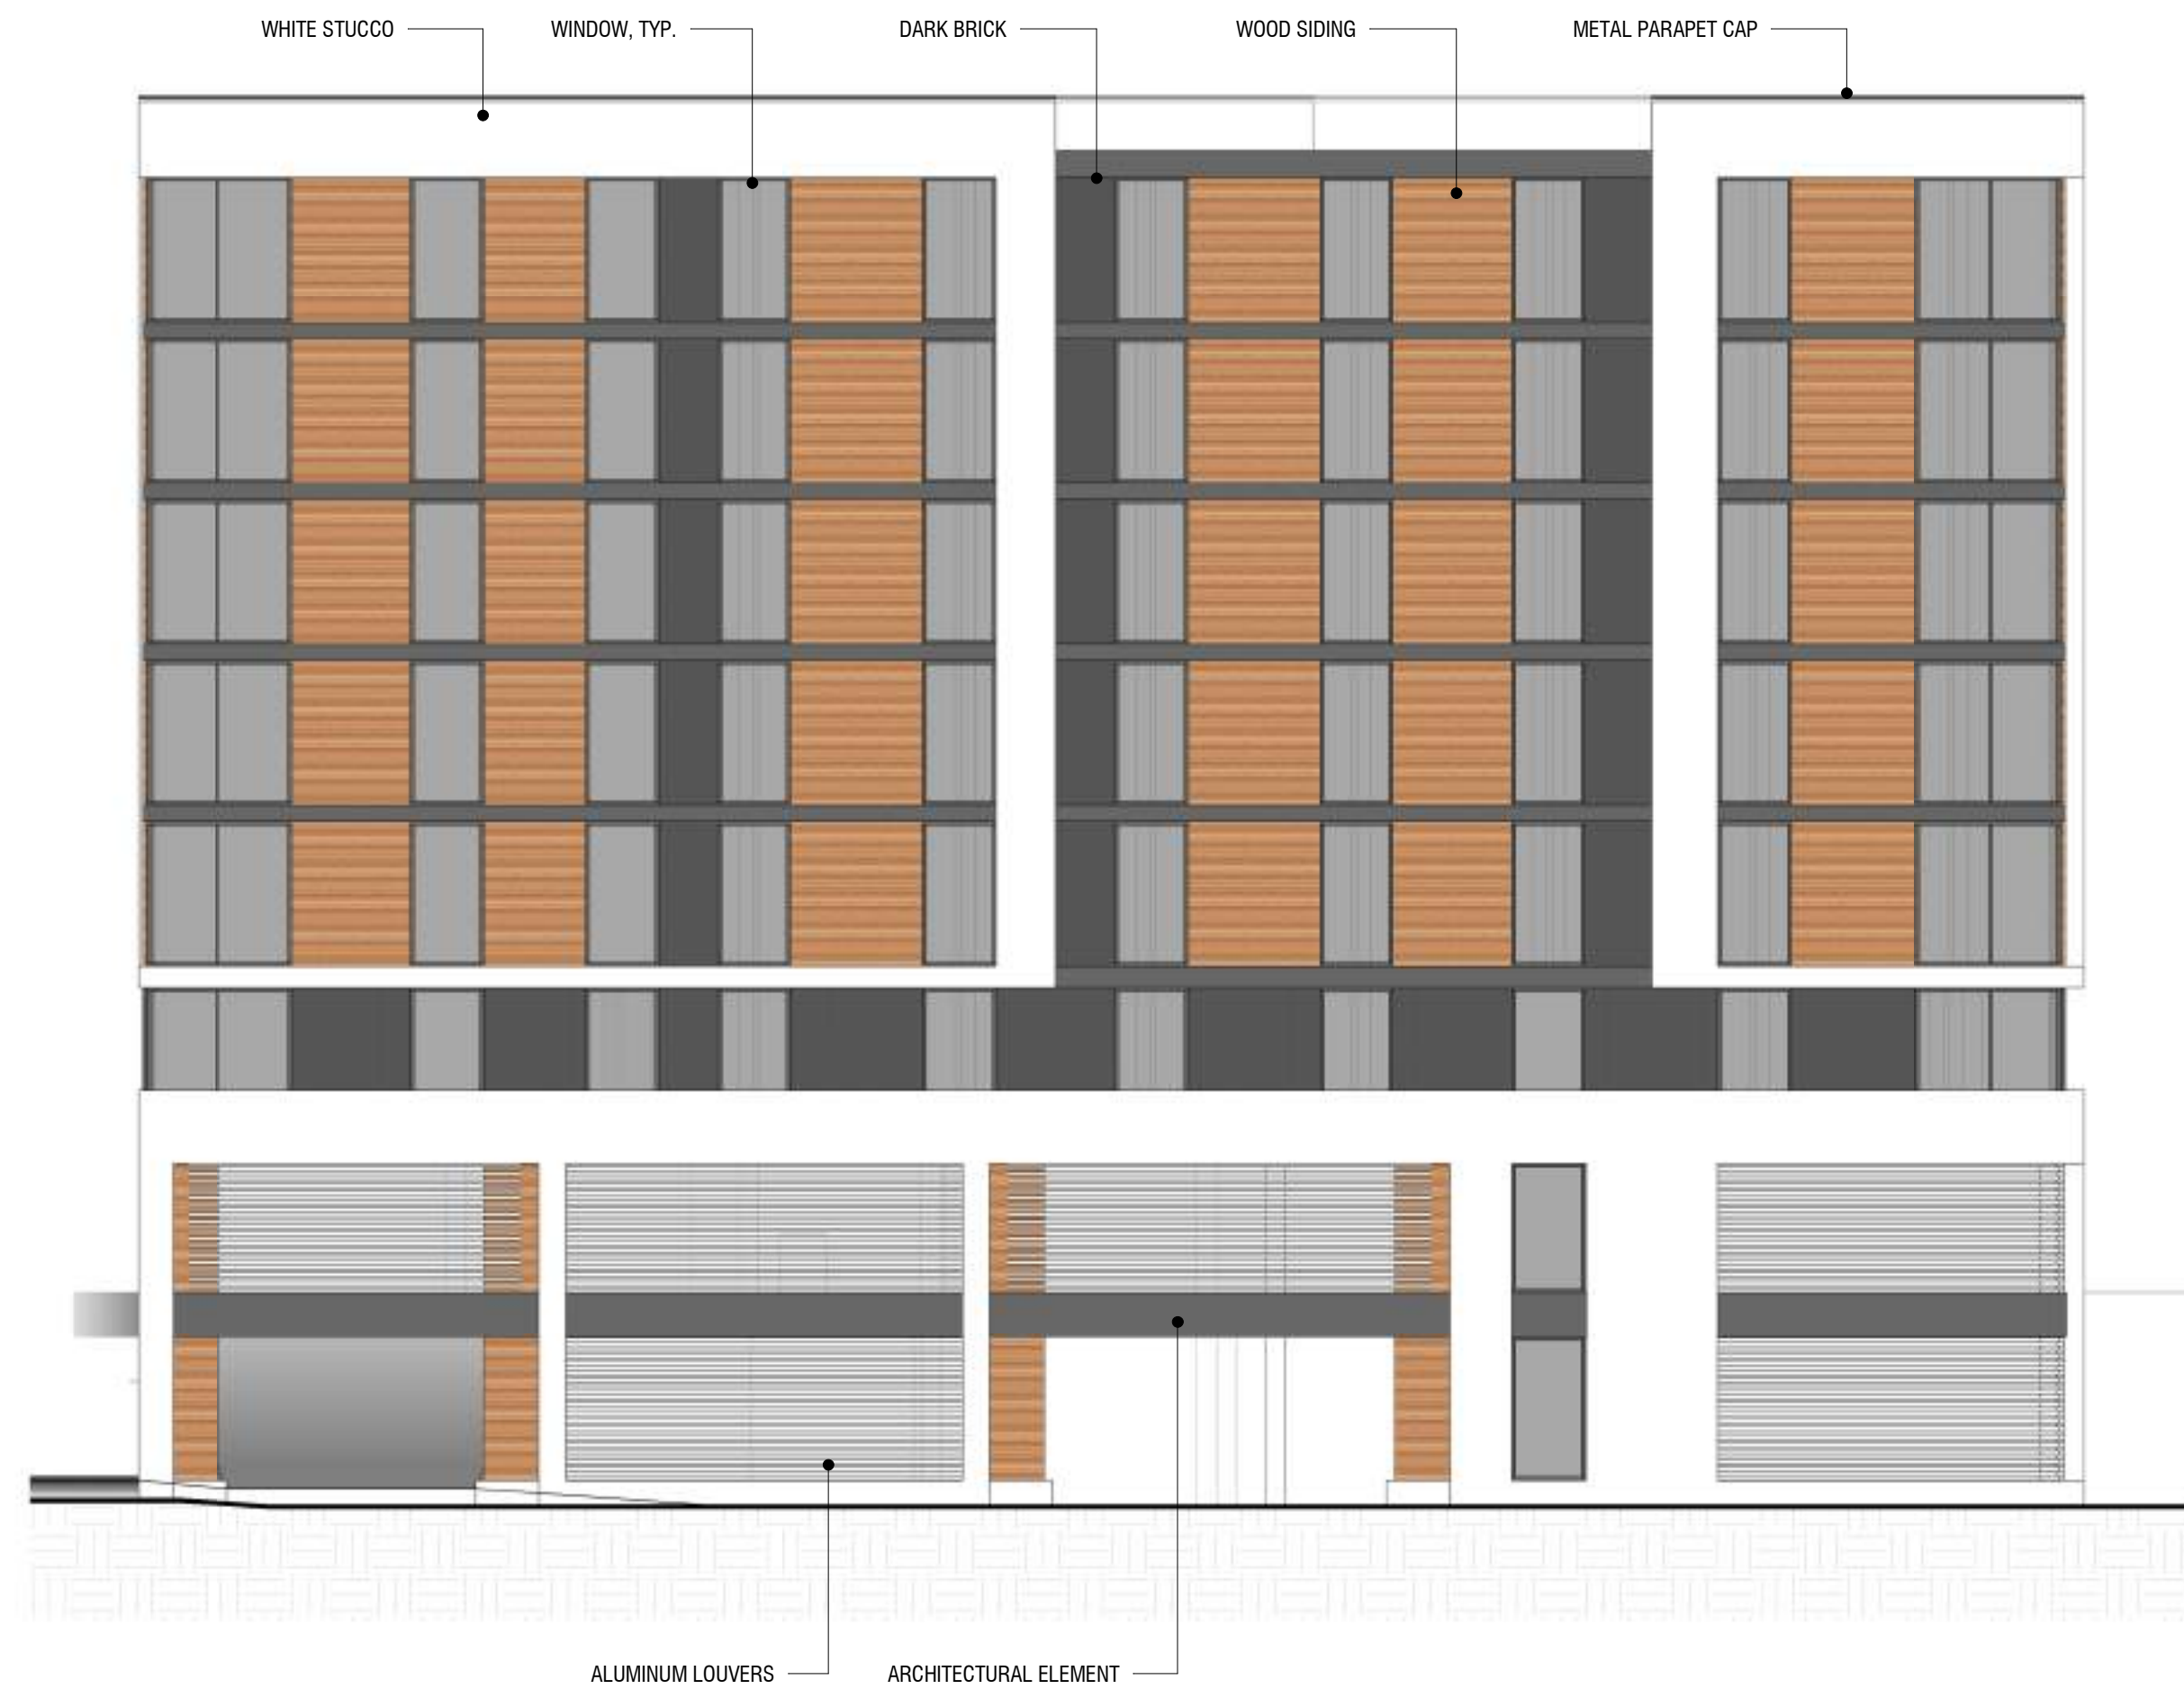 WHITE STUCCO
WINDOW, TYP.
DARK BRICK
WOOD SIDING
METAL PARAPET CAP
ALUMINUM LOUVERS
ARCHITECTURAL ELEMENT